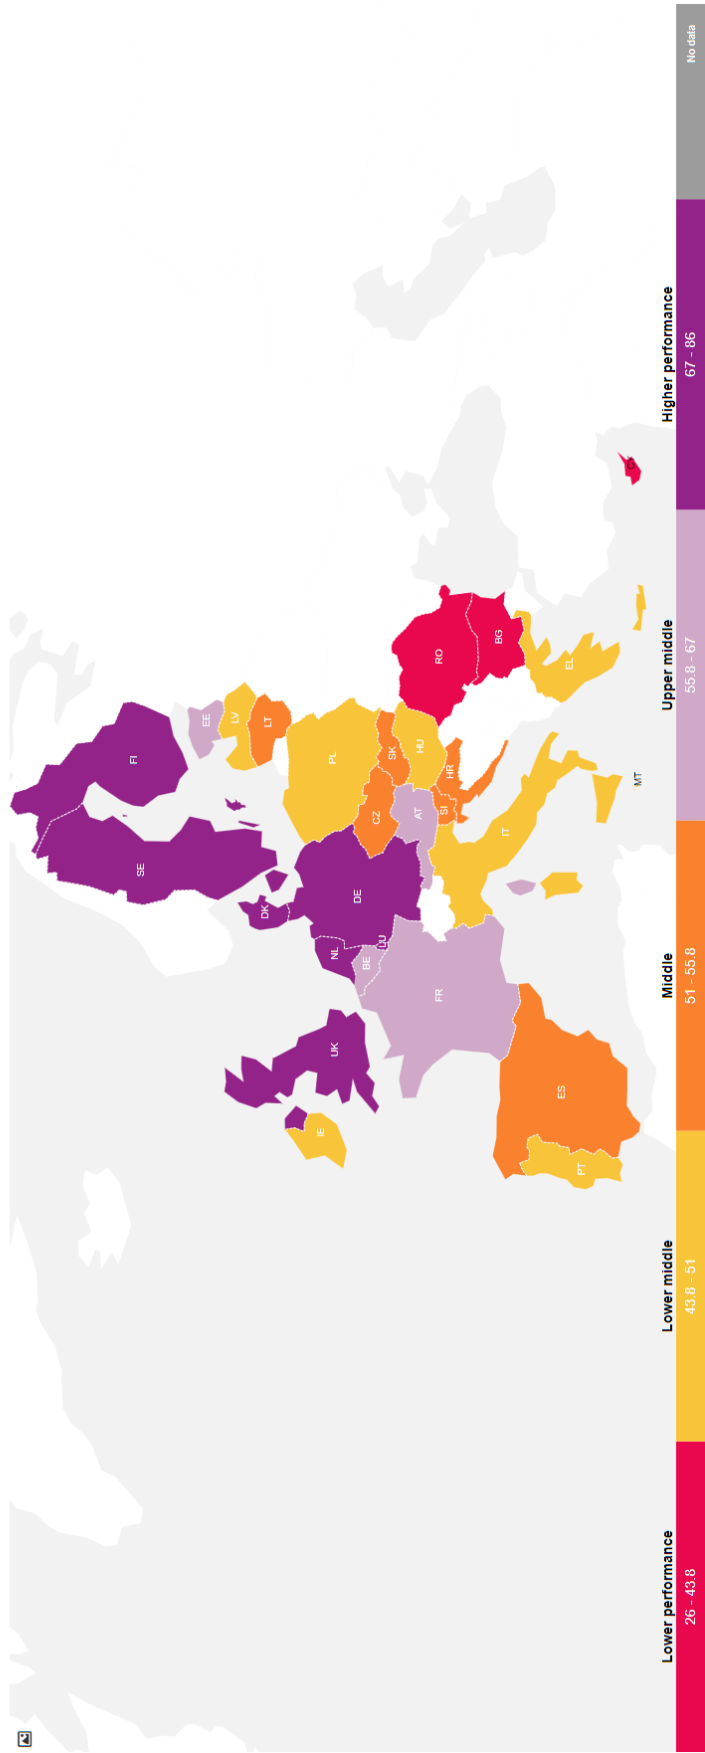 FI
SE
EE
LV
LT
DK
UK
IE
NL
PL
DE
BE
LU
CZ
SK
FR
AT
HU
RO
SI
HR
BG
IT
ES
PT
EL
MT
CY
Lower performance
Lower middle
Middle
Upper middle
Higher performance
26 - 43.8
43.8 - 51
51 - 55.8
55.8 - 67
67 - 86
No data